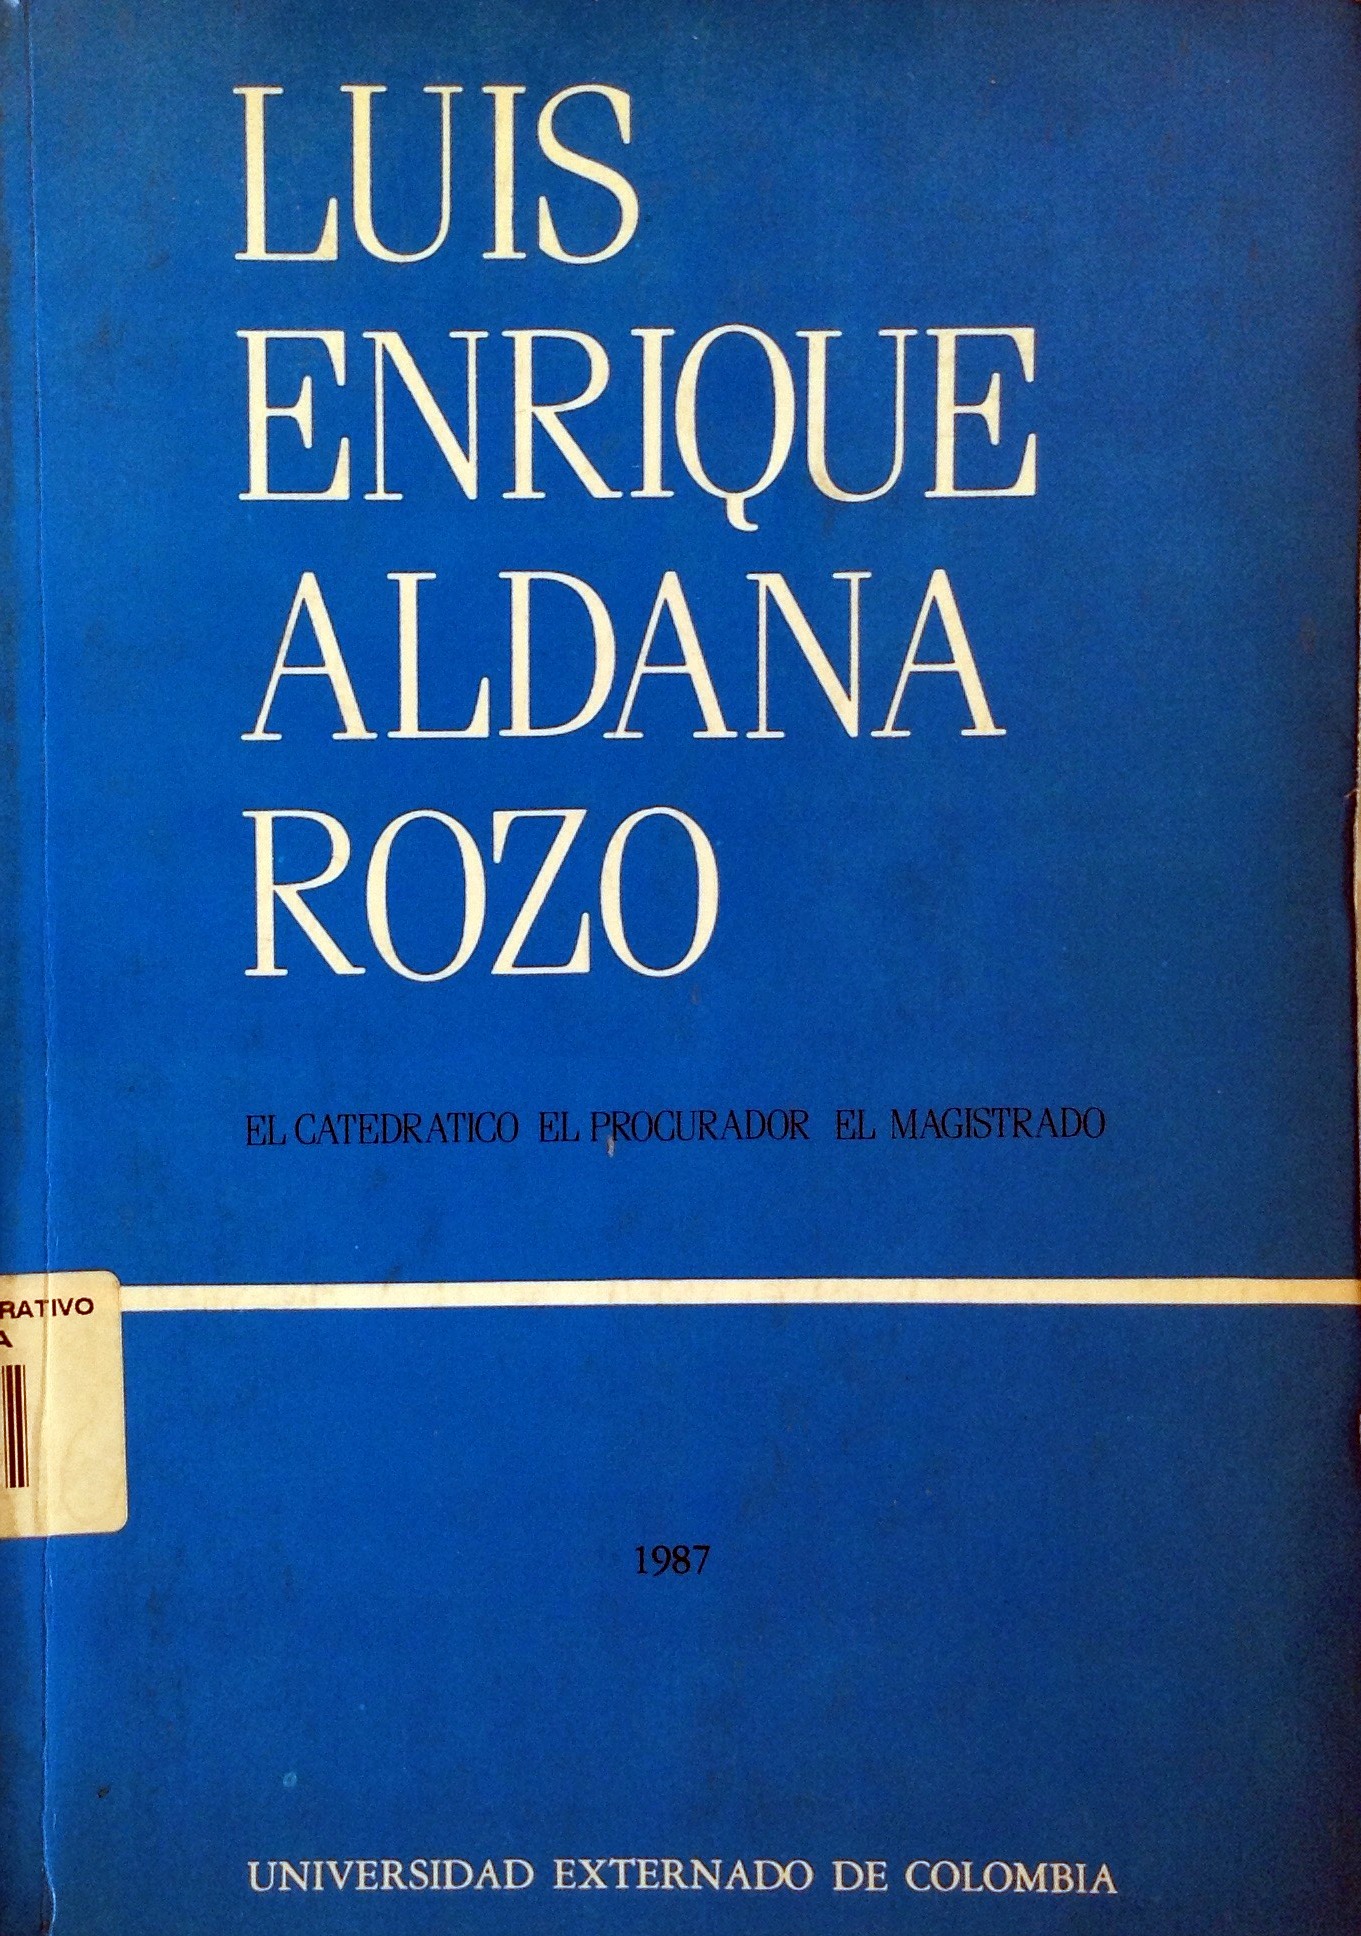 LUIS
ENRIQUE
ALDANA
ROZO
EL CATEDRATICO EL PROCURADOR EL MAGISTRADO
RATIVO
A
1987
UNIVERSIDAD EXTERNADO DE COLOMBIA